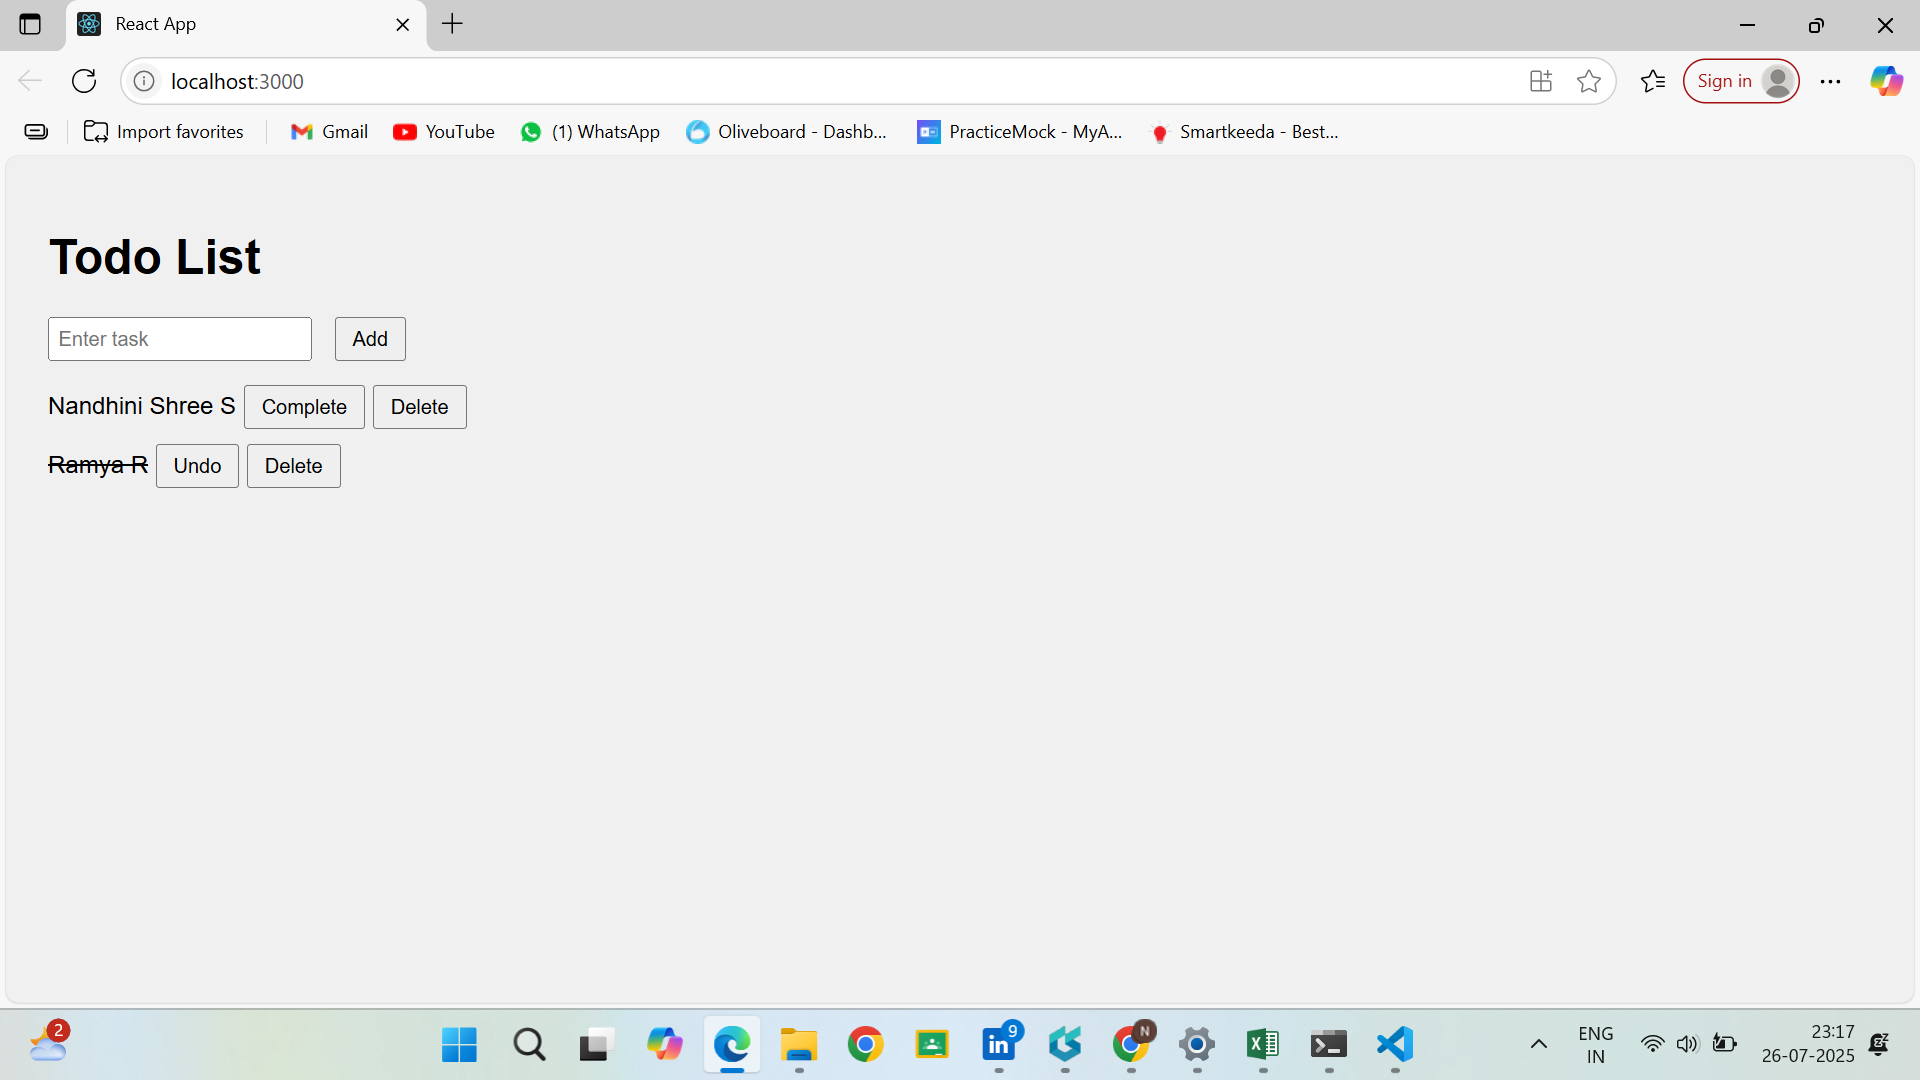 React App
localhost:3000
Sign in
Import favorites
Gmail
YouTube
(1) WhatsApp
Oliveboard - Dashb...
PracticeMock - MyA...
Smartkeeda - Best...
Todo List
Enter task
Add
Nandhini Shree S
Complete
Delete
Ramya R
Undo
Delete
2
in
9
N
X
ENG
IN
23:17
26-07-2025